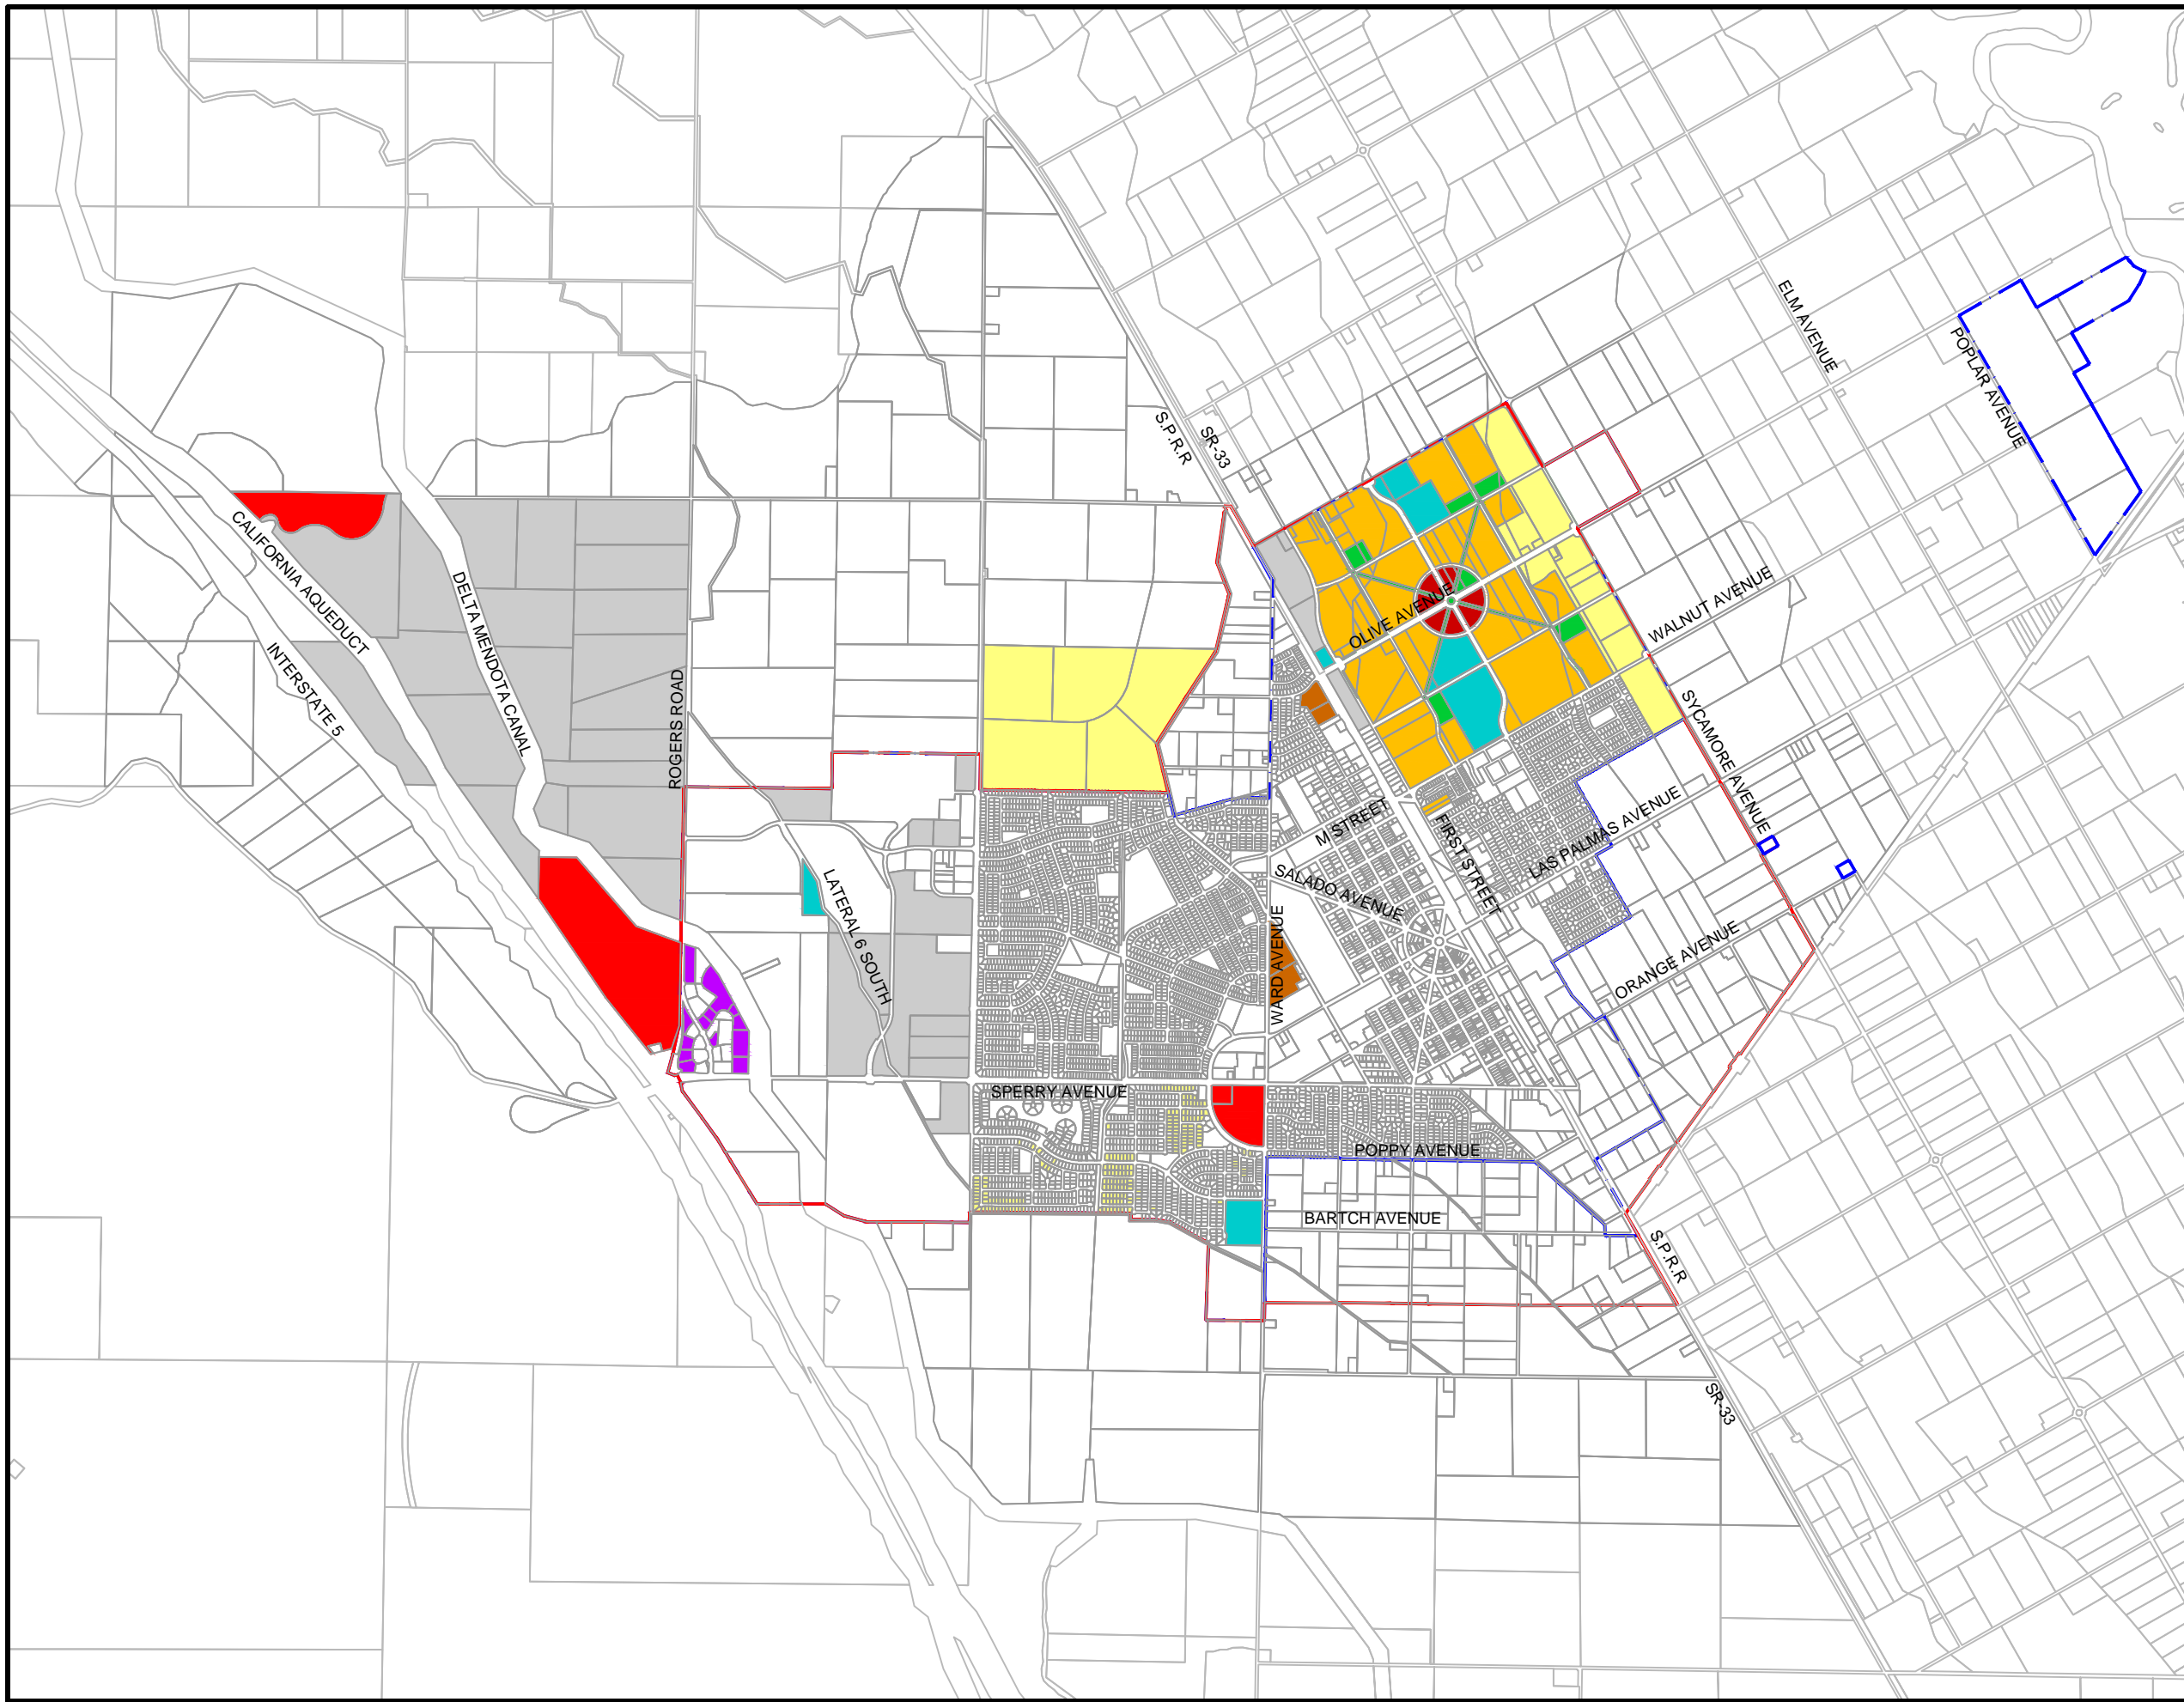 ELM AVENUE
POPLAR AVENUE
S.P.R.R
SR-33
CALIFORNIA AQUEDUCT
DELTA MENDOTA CANAL
INTERSTATE 5
ROGERS ROAD
OLIVE AVENUE
WALNUT AVENUE
SYCAMORE AVENUE
M STREET
FIRST STREET
LAS PALMAS AVENUE
SALADO AVENUE
LATERAL 6 SOUTH
WARD AVENUE
ORANGE AVENUE
SPERRY AVENUE
POPPY AVENUE
BARTCH AVENUE
S.P.R.R
SR-33